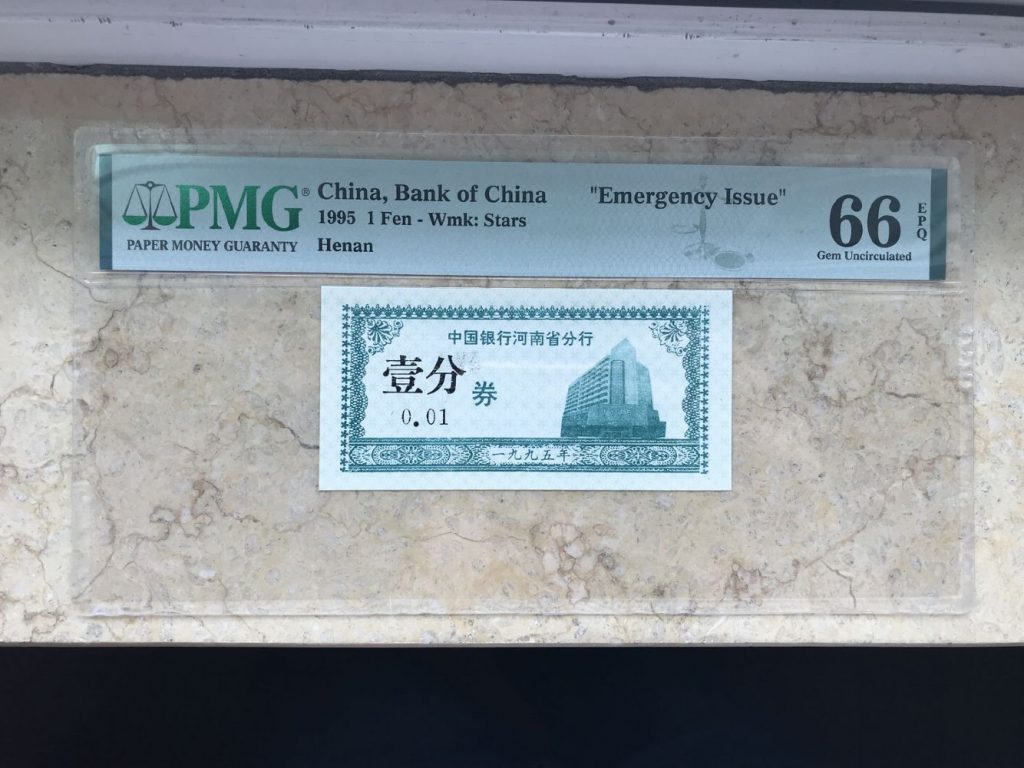 PMG®
PAPER MONEY GUARANTY
China, Bank of China "Emergency Issue"
1995 1 Fen - Wmk: Stars
Henan
66 EPQ
Gem Uncirculated
中国银行河南省分行
壹分
券
0.01
一九九五年